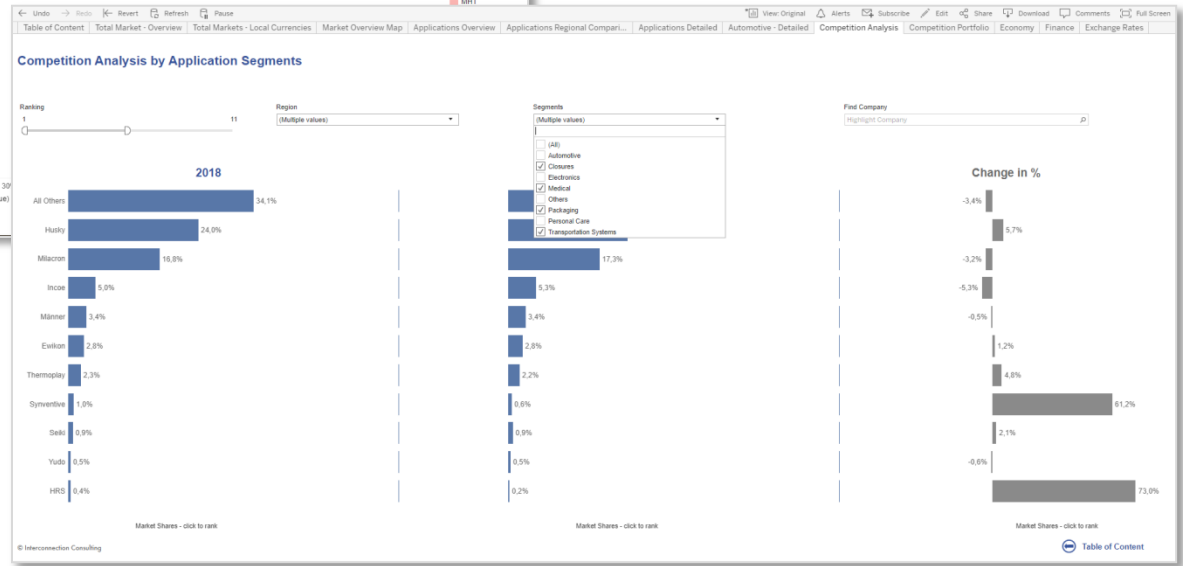 MHT
← Undo → Redo Revert Refresh Pause View: Original Alerts Subscribe Edit Share Download Comments Full Screen
Table of Content Total Market - Overview Total Markets - Local Currencies Market Overview Map Applications Overview Applications Regional Compari... Applications Detailed Automotive - Detailed Competition Analysis Competition Portfolio Economy Finance Exchange Rates
Competition Analysis by Application Segments
Ranking Region Segments Find Company
1 11 (Multiple values) (Multiple values) Highlight Company
(All)
Automotive
Closures
Electronics
Medical
Others
Packaging
Personal Care
Transportation Systems
2018 Change in %
All Others 34,1% -3,4%
Husky 24,0% 5,7%
Milacron 16,8% 17,3% -3,2%
Incoe 5,0% 5,3% -5,3%
Männer 3,4% 3,4% -0,5%
Ewikon 2,8% 2,8% 1,2%
Thermoplay 2,3% 2,2% 4,8%
Synventive 1,0% 0,6% 61,2%
Seiki 0,9% 0,9% 2,1%
Yudo 0,5% 0,5% -0,6%
HRS 0,4% 0,2% 73,0%
Market Shares - click to rank Market Shares - click to rank Market Shares - click to rank
© Interconnection Consulting Table of Content